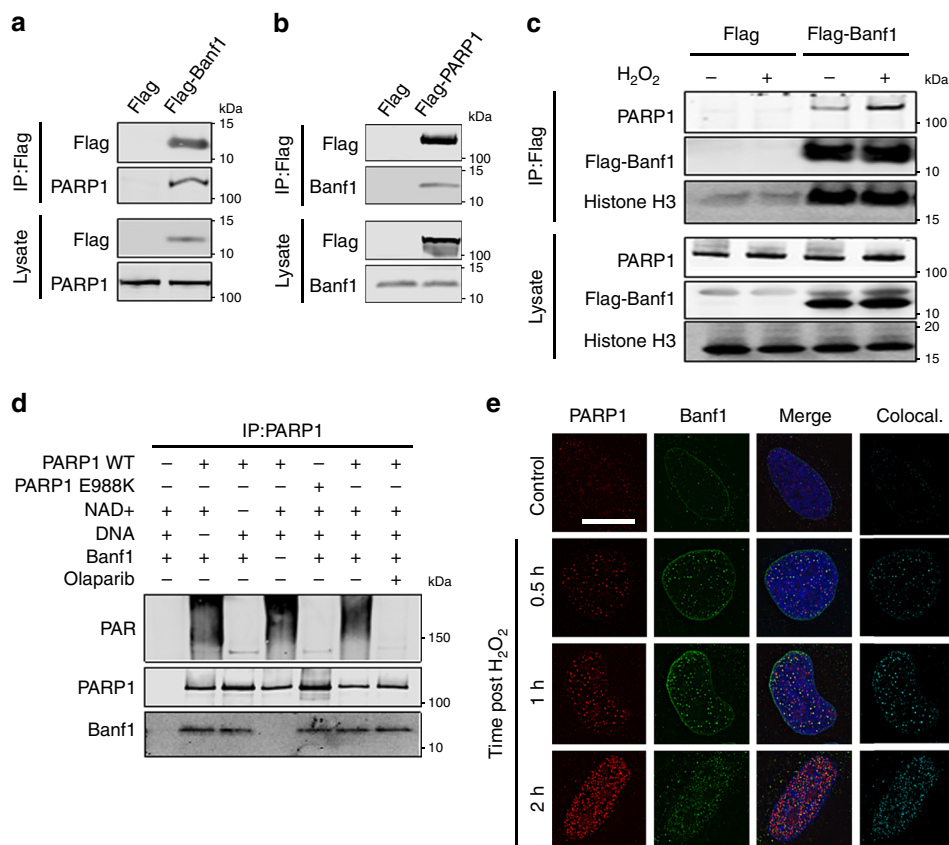 a
Flag
Flag-Banf1
kDa
IP:Flag
Flag
15
10
PARP1
100
Lysate
Flag
15
10
PARP1
100
b
Flag
Flag-PARP1
kDa
IP:Flag
Flag
100
Banf1
15
10
Lysate
Flag
100
Banf1
15
10
c
Flag
Flag-Banf1
H2O2
– + – +
kDa
IP:Flag
PARP1
100
Flag-Banf1
10
Histone H3
15
Lysate
PARP1
100
Flag-Banf1
10
Histone H3
20
15
d
IP:PARP1
PARP1 WT – + + + – + +
PARP1 E988K – – – – + – –
NAD+ + + – + + + +
DNA + – + + + + +
Banf1 + + + – + + +
Olaparib – – – – – – +
kDa
PAR
150
PARP1
100
Banf1
10
e
PARP1 Banf1 Merge Colocal.
Control
Time post H2O2
0.5 h
1 h
2 h